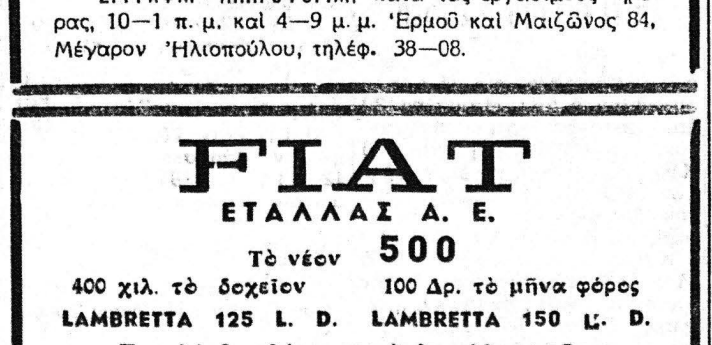 ρας, 10—1 π. μ. καὶ 4—9 μ. μ. Ἑρμοῦ καὶ Μαιζῶνος 84,
Μέγαρον Ἡλιοπούλου, τηλέφ. 38—08.
FIAT
ΕΤΑΛΛΑΣ Α. Ε.
Τὸ νέον 500
400 χιλ. τὸ δοχεῖον 100 Δρ. τὸ μῆνα φόρος
LAMBRETTA 125 L. D. LAMBRETTA 150 L. D.